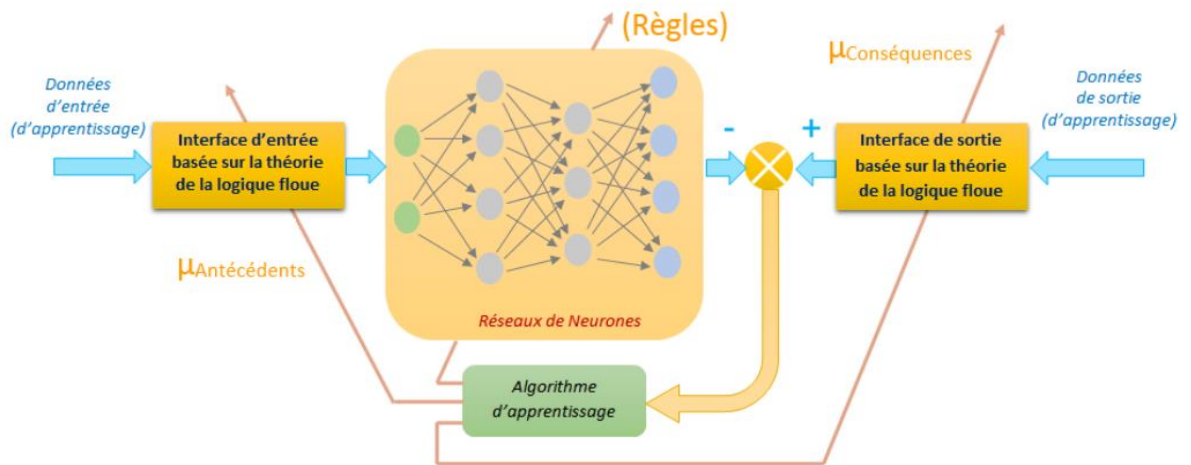 (Règles)
μConséquences
Données
d'entrée
(d'apprentissage)
Interface d'entrée
basée sur la théorie
de la logique floue
μAntécédents
Réseaux de Neurones
-
+
Interface de sortie
basée sur la théorie
de la logique floue
Données
de sortie
(d'apprentissage)
Algorithme
d'apprentissage